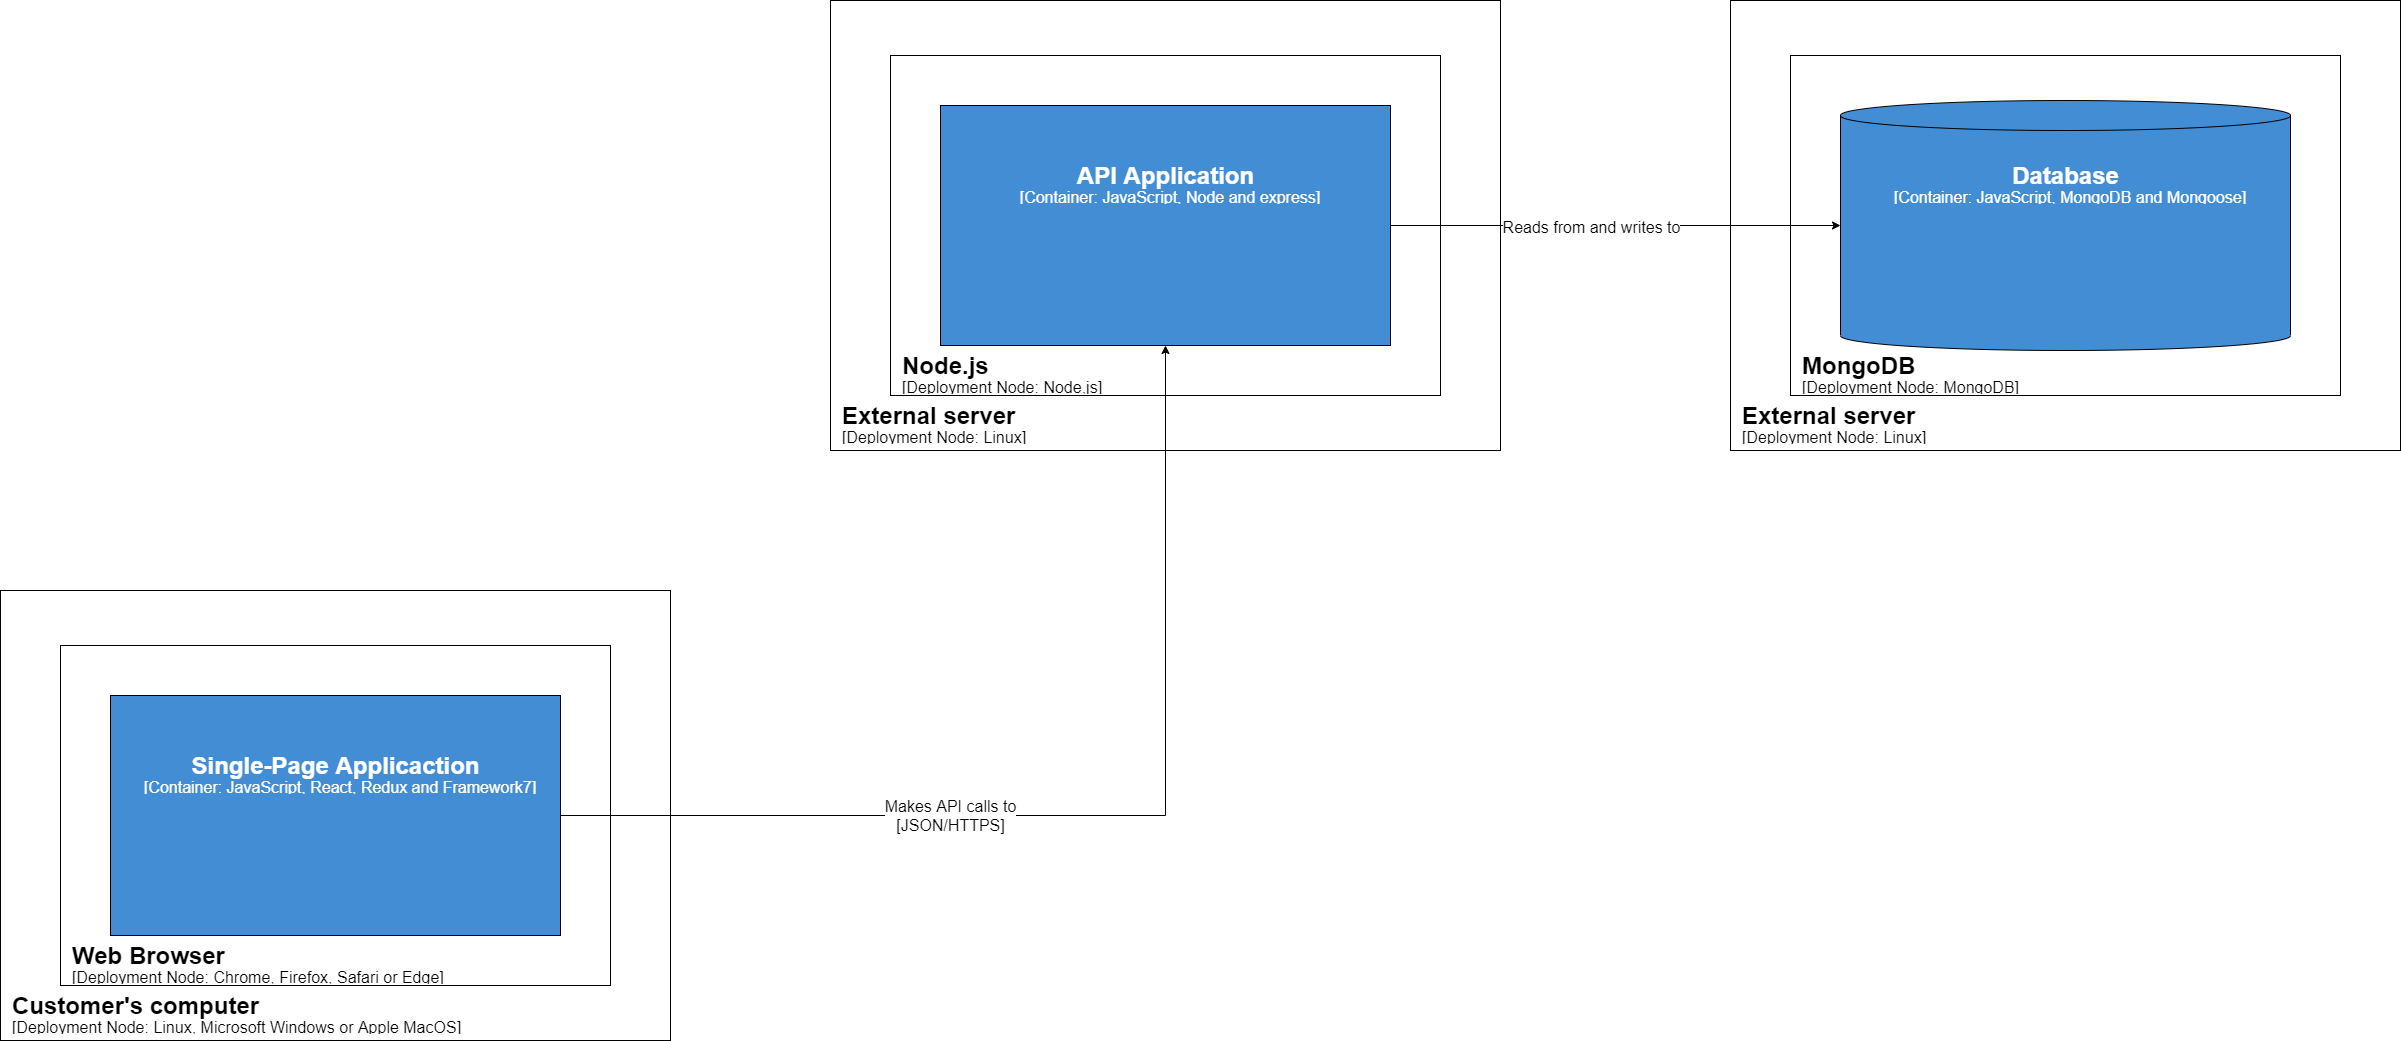 API Application
[Container: JavaScript, Node and express]
Node.js
[Deployment Node: Node.js]
External server
[Deployment Node: Linux]
Reads from and writes to
Database
[Container: JavaScript, MongoDB and Mongoose]
MongoDB
[Deployment Node: MongoDB]
External server
[Deployment Node: Linux]
Single-Page Applicaction
[Container: JavaScript, React, Redux and Framework7]
Web Browser
[Deployment Node: Chrome, Firefox, Safari or Edge]
Customer's computer
[Deployment Node: Linux, Microsoft Windows or Apple MacOS]
Makes API calls to
[JSON/HTTPS]